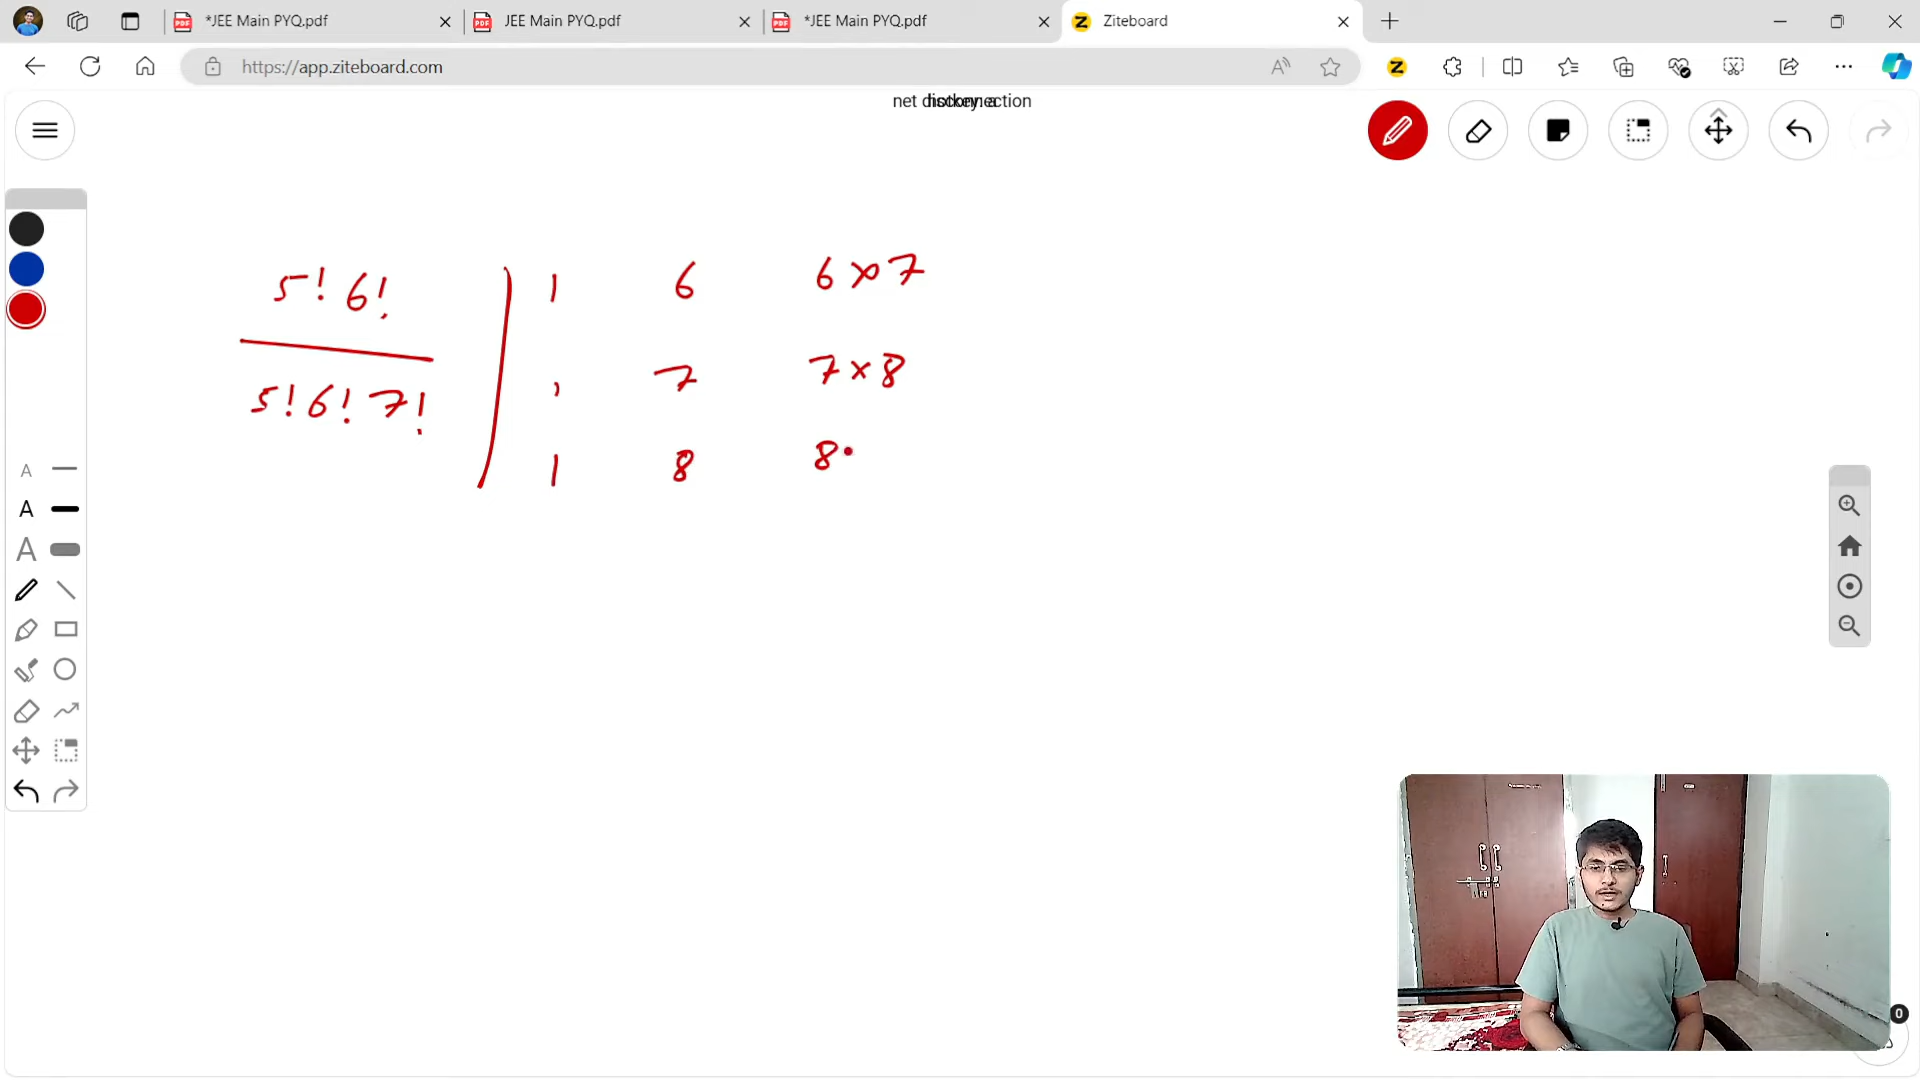 *JEE Main PYQ.pdf JEE Main PYQ.pdf *JEE Main PYQ.pdf Ziteboard
https://app.ziteboard.com
5! 6! 1 6 6 × 7
5! 6! 7! 1 7 7 × 8
1 8 8
A
A
A
0